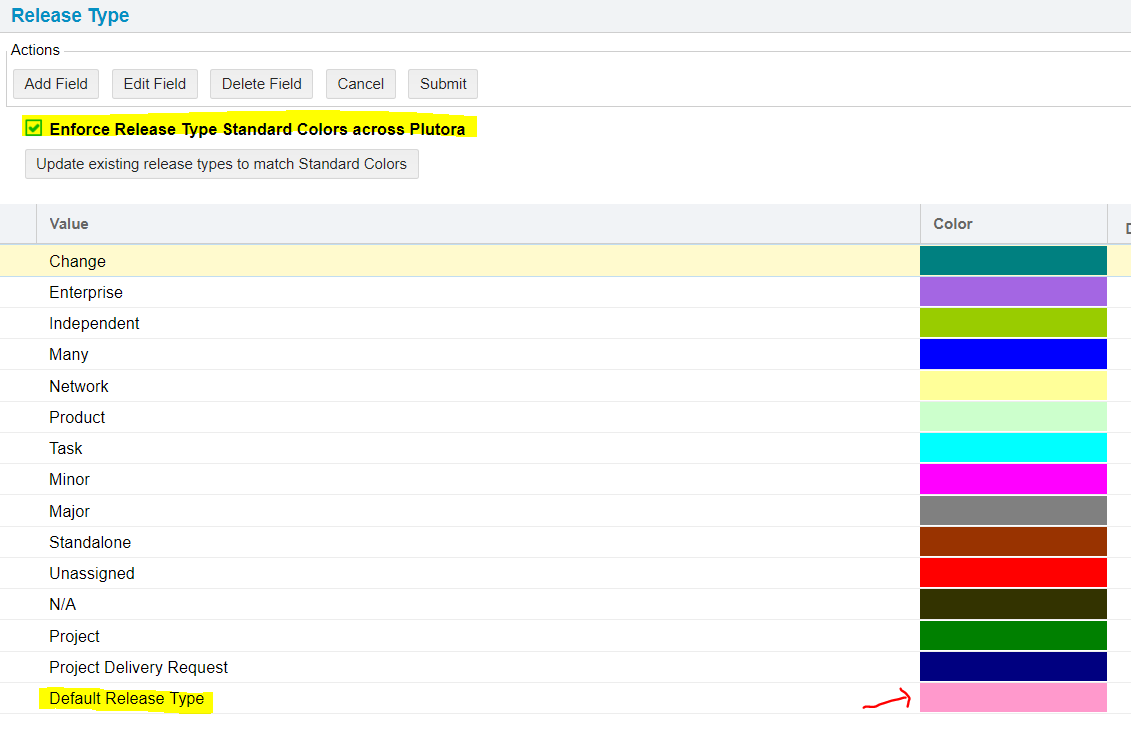 Release Type
Actions
Add Field Edit Field Delete Field Cancel Submit
Enforce Release Type Standard Colors across Plutora
Update existing release types to match Standard Colors
Value Color
Change
Enterprise
Independent
Many
Network
Product
Task
Minor
Major
Standalone
Unassigned
N/A
Project
Project Delivery Request
Default Release Type